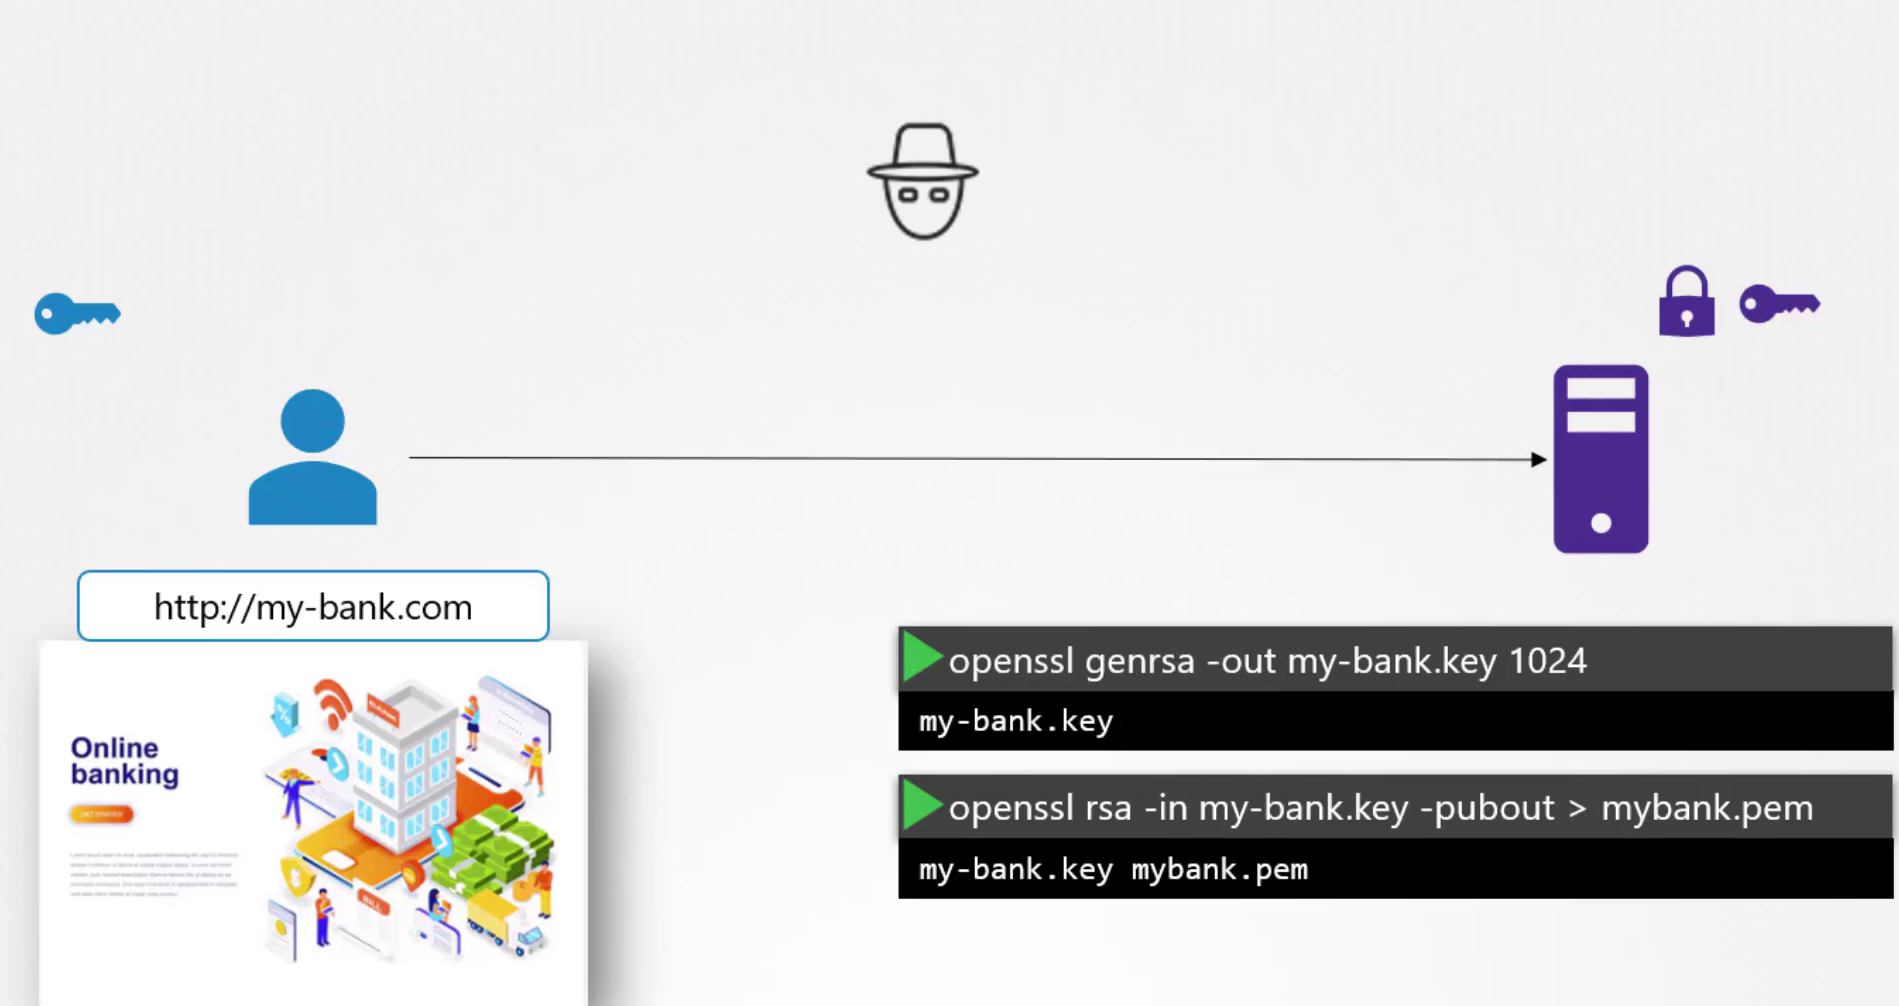 http://my-bank.com
Online
banking
BILL
openssl genrsa -out my-bank.key 1024
my-bank.key
openssl rsa -in my-bank.key -pubout > mybank.pem
my-bank.key mybank.pem